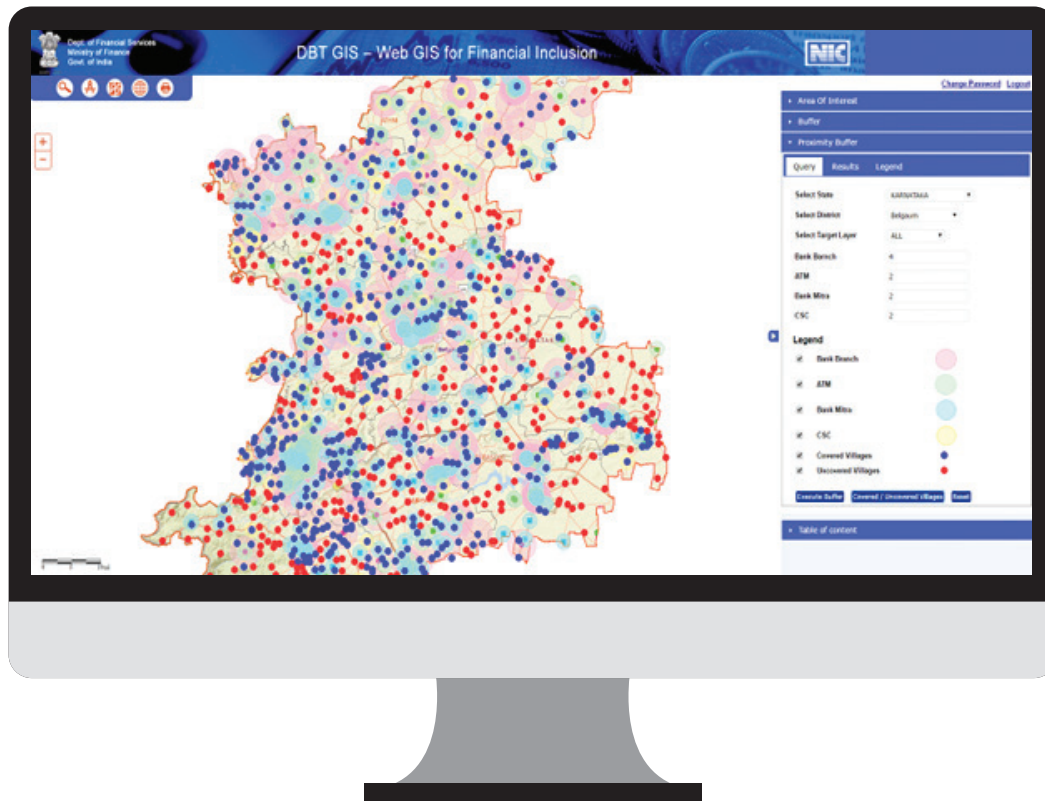 Dept. of Financial Services
Ministry of Finance
Govt. of India
DBT GIS – Web GIS for Financial Inclusion
NIC
Change Password Logout
Area Of Interest
Buffer
Proximity Buffer
Query Results Legend
Select State KARNATAKA
Select District Belgaum
Select Target Layer ALL
Bank Barnch 4
ATM 2
Bank Mitra 2
CSC 2
Legend
Bank Branch
ATM
Bank Mitra
CSC
Covered Villages
Uncovered Villages
Execute Buffer Covered / Uncovered Villages Reset
Table of content